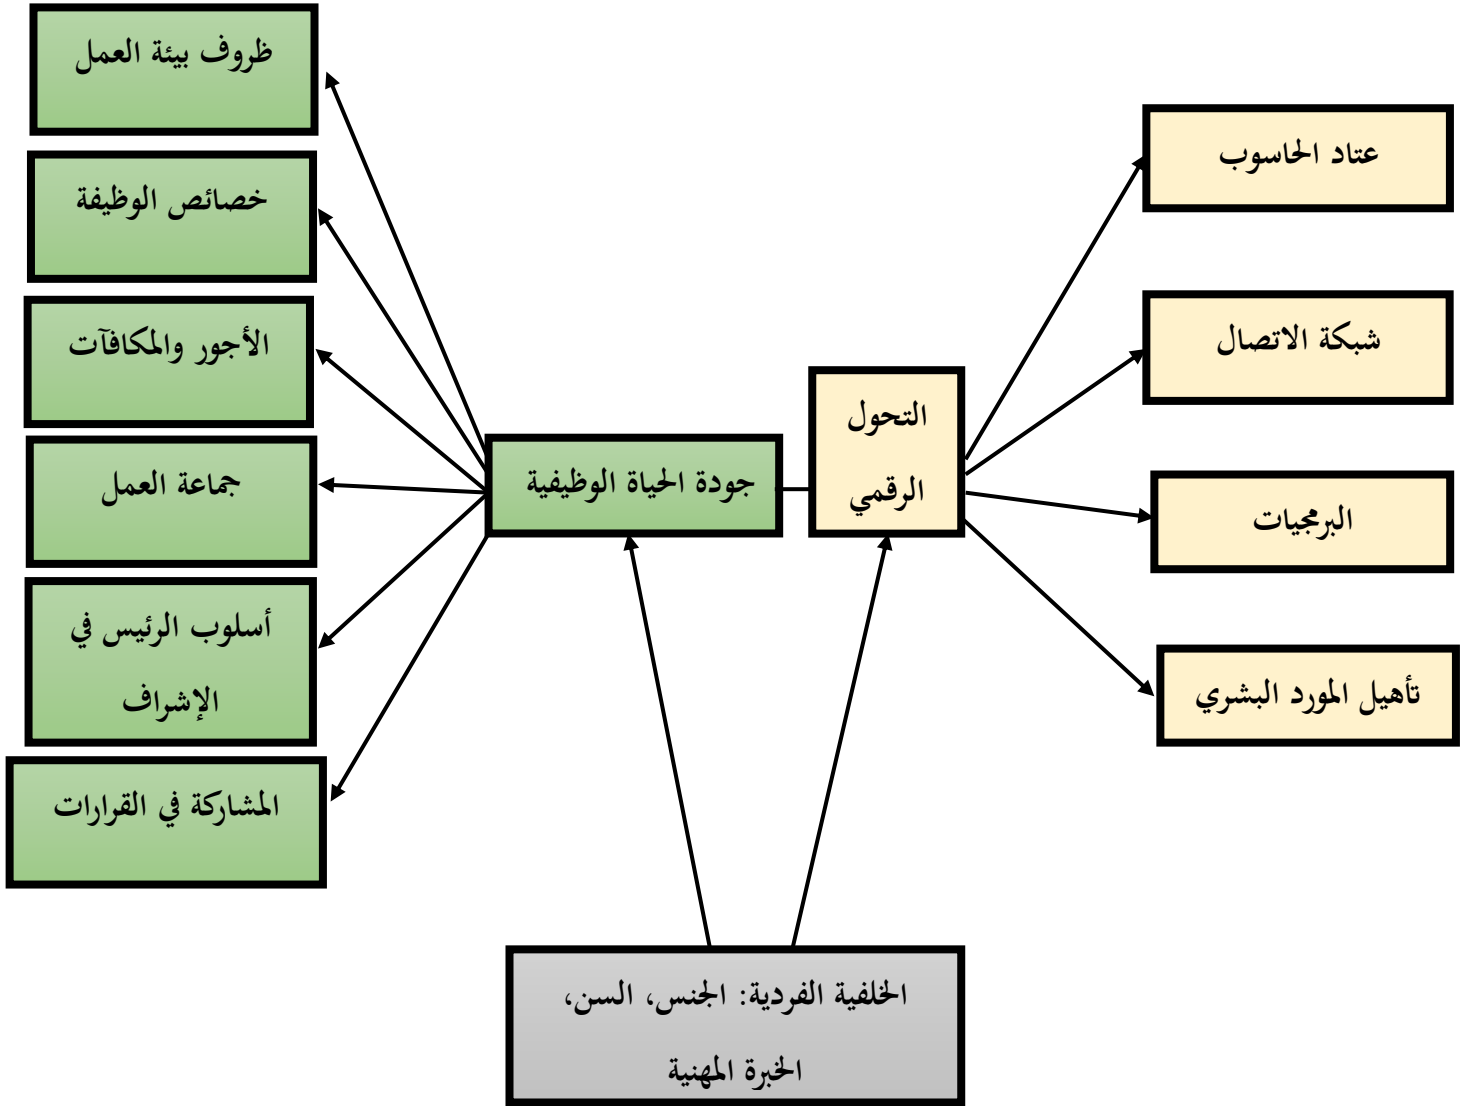 عتاد الحاسوب
شبكة الاتصال
البرمجيات
تأهيل المورد البشري
التحول
الرقمي
جودة الحياة الوظيفية
ظروف بيئة العمل
خصائص الوظيفة
الأجور والمكافآت
جماعة العمل
أسلوب الرئيس في
الإشراف
المشاركة في القرارات
الخلفية الفردية: الجنس، السن،
الخبرة المهنية